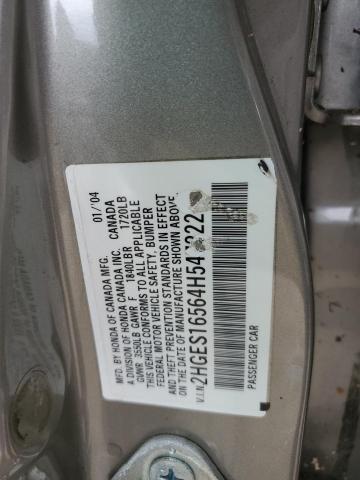 MFD. BY HONDA OF CANADA MFG. 01/'04
A DIVISION OF HONDA CANADA INC. CANADA
GVWR 3550LB GAWR F 1840LB R 1720LB
THIS VEHICLE CONFORMS TO ALL APPLICABLE
FEDERAL MOTOR VEHICLE SAFETY, BUMPER
AND THEFT PREVENTION STANDARDS IN EFFECT
ON THE DATE OF MANUFACTURE SHOWN ABOVE.
V.I.N.
PASSENGER CAR